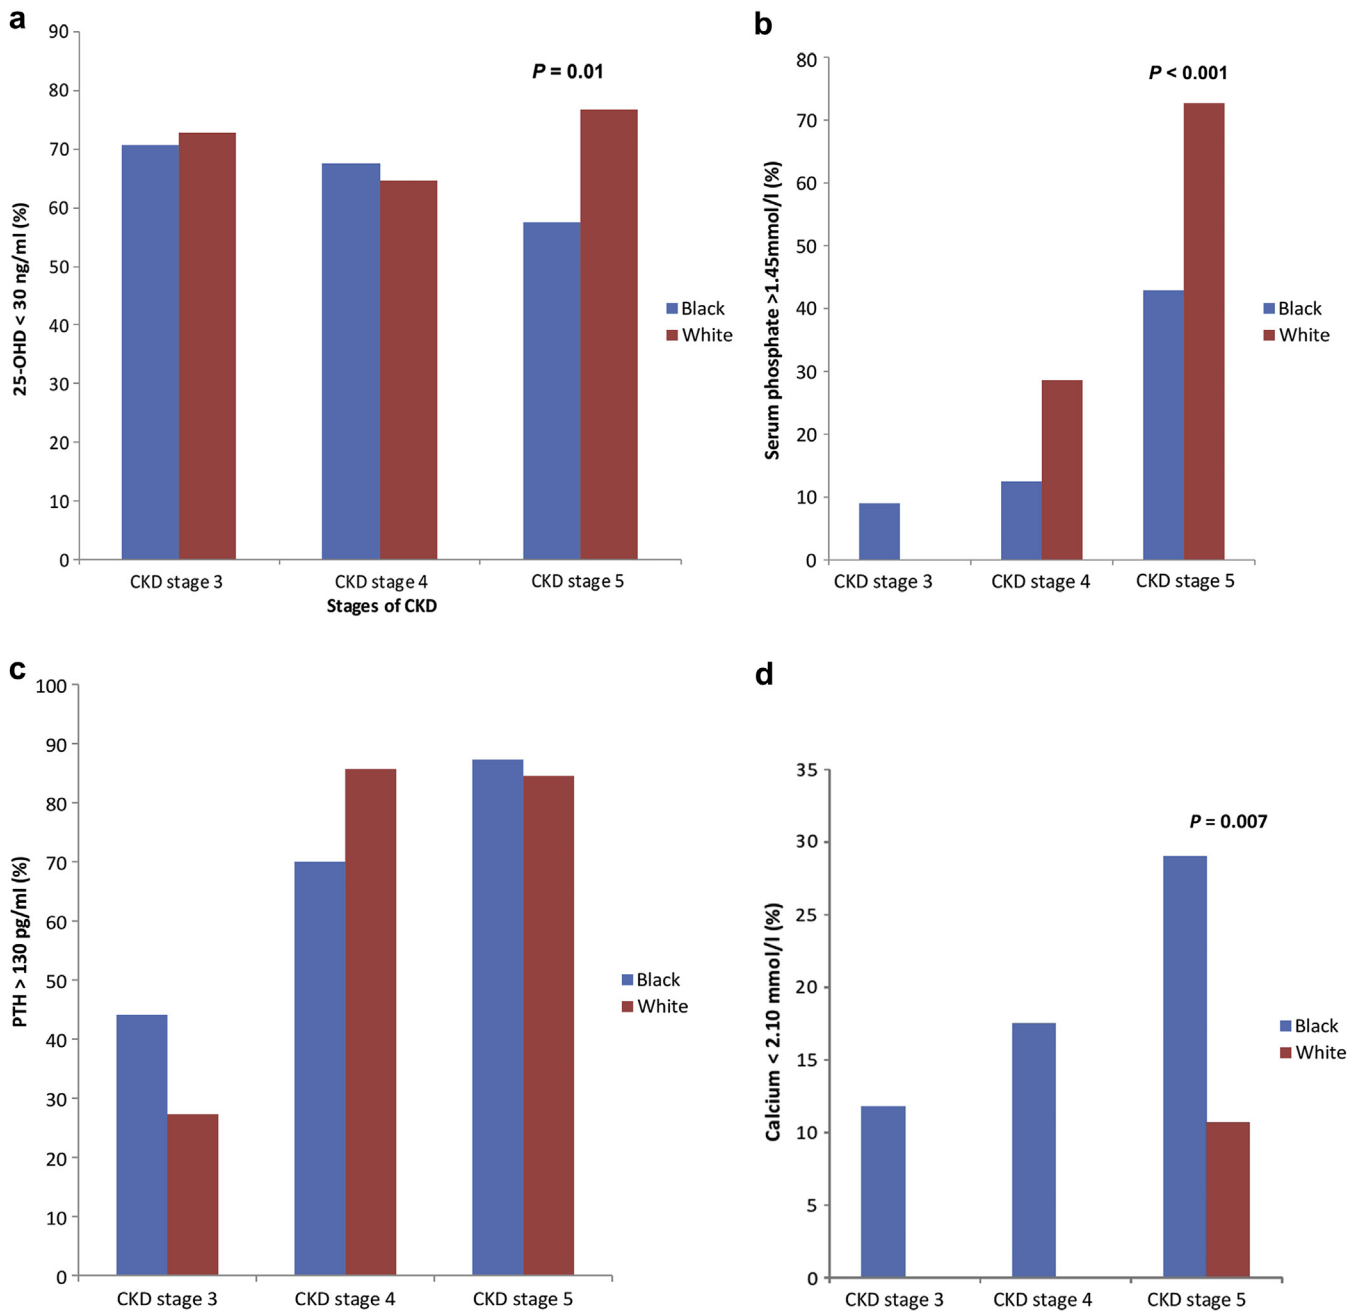 a
90
80
70
60
50
40
30
20
10
0
25-OHD < 30 ng/ml (%)
P = 0.01
Black
White
CKD stage 3
CKD stage 4
CKD stage 5
Stages of CKD
b
80
70
60
50
40
30
20
10
0
Serum phosphate >1.45mmol/l (%)
P < 0.001
Black
White
CKD stage 3
CKD stage 4
CKD stage 5
c
100
90
80
70
60
50
40
30
20
10
0
PTH > 130 pg/ml (%)
Black
White
CKD stage 3
CKD stage 4
CKD stage 5
d
35
30
25
20
15
10
5
0
Calcium < 2.10 mmol/l (%)
P = 0.007
Black
White
CKD stage 3
CKD stage 4
CKD stage 5